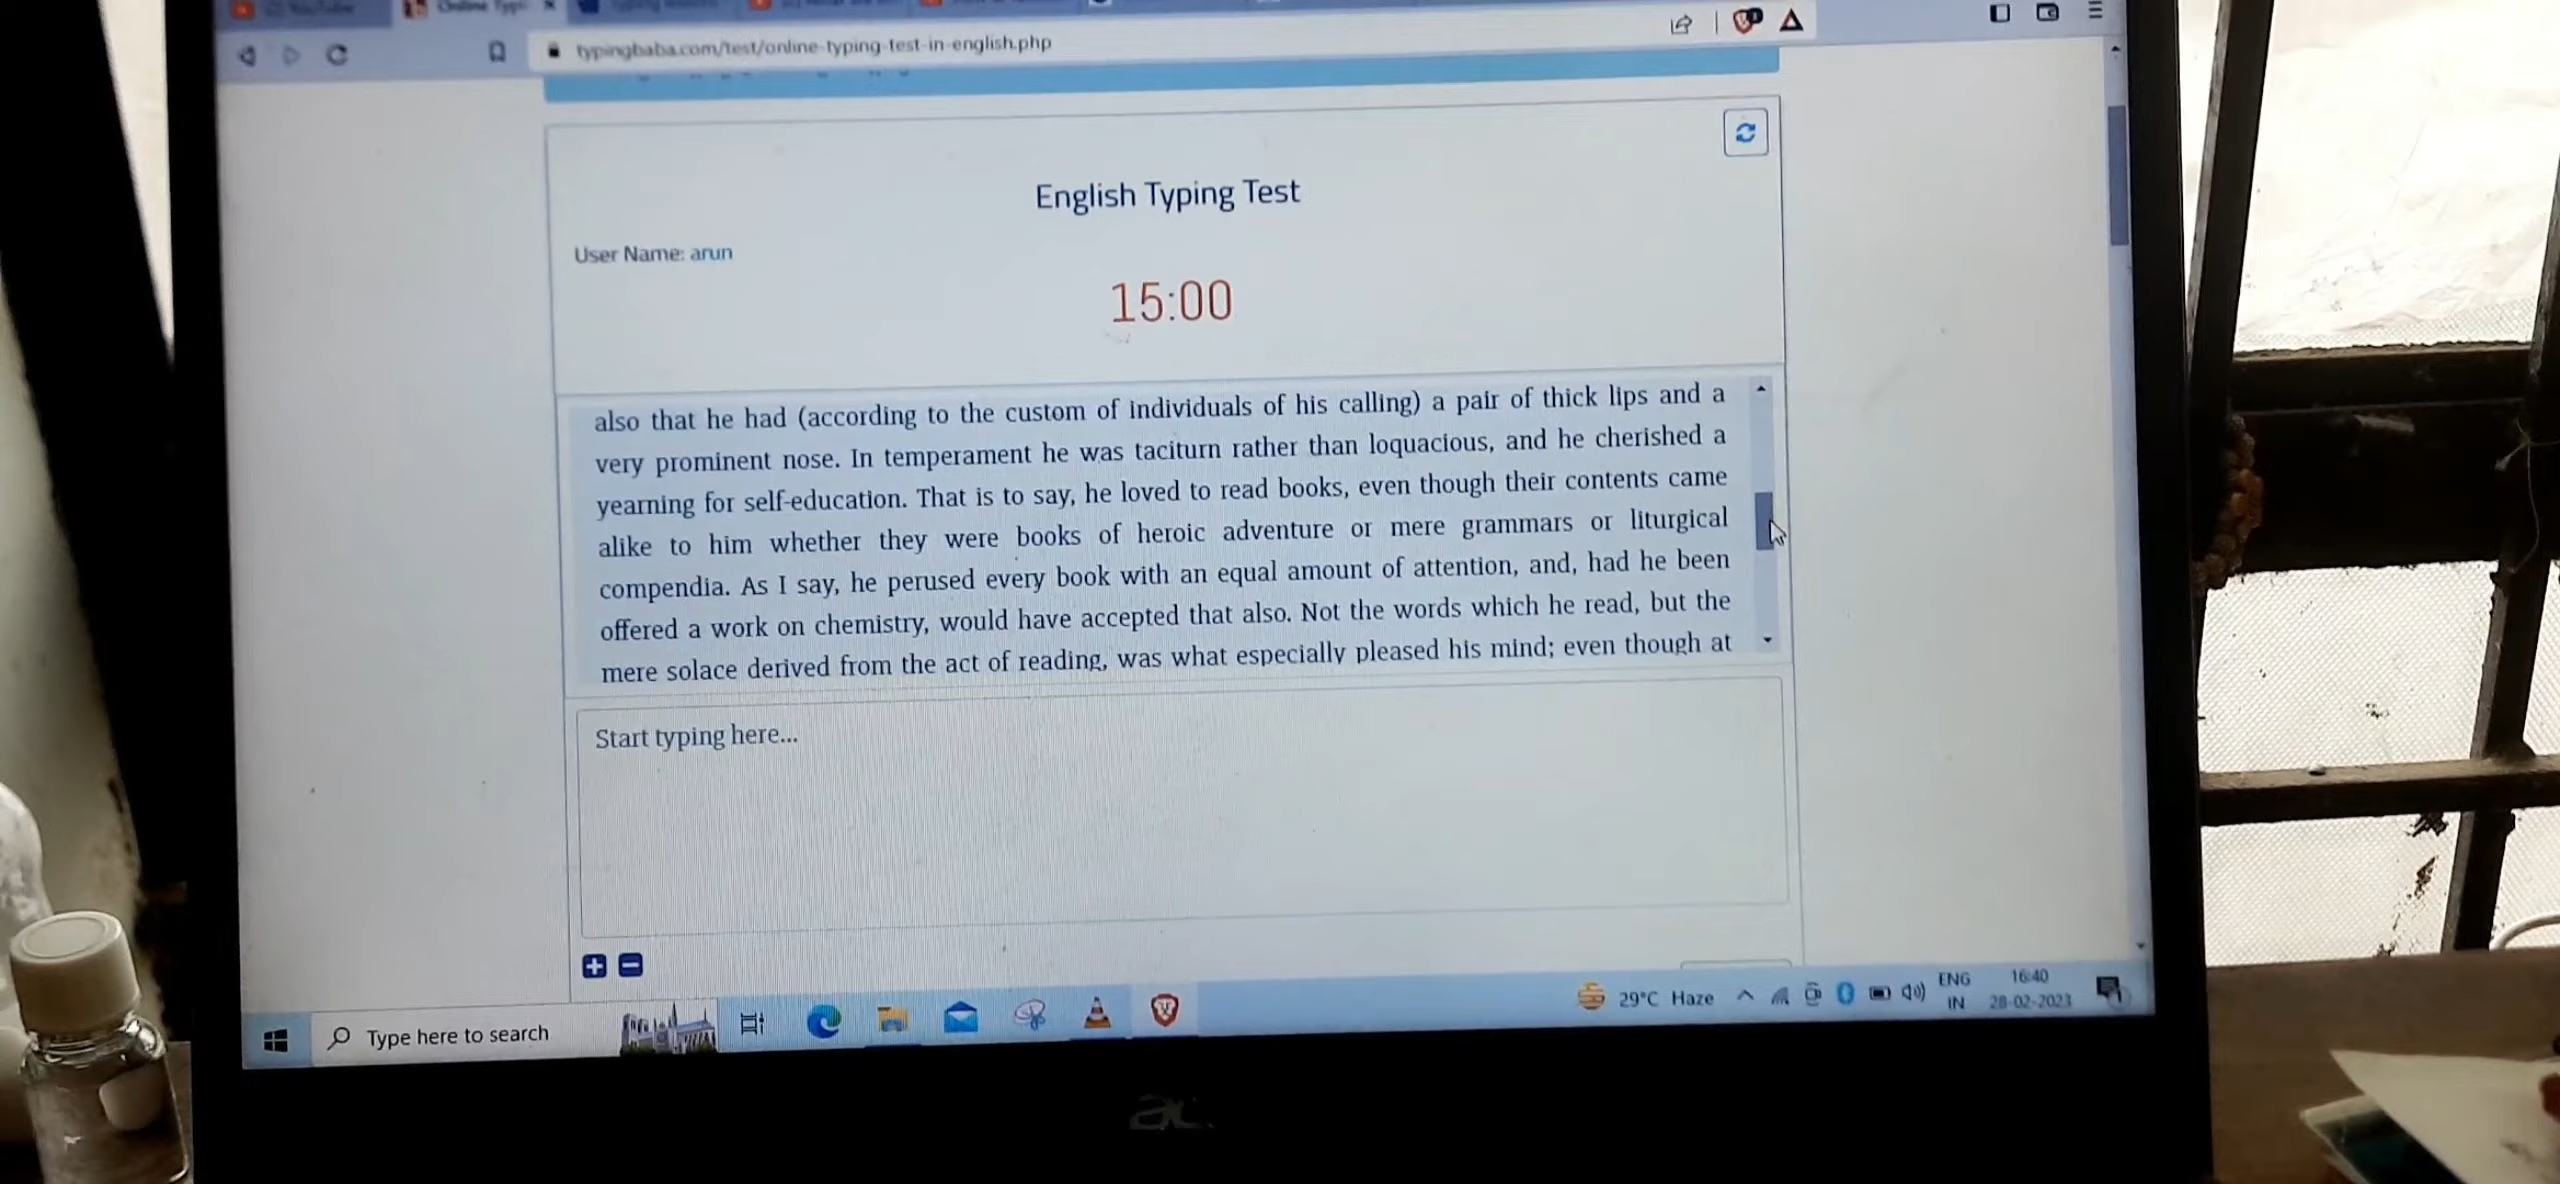 YouTube
Online Typi
typingbaba.com/test/online-typing-test-in-english.php
English Typing Test
User Name: arun
15:00
also that he had (according to the custom of individuals of his calling) a pair of thick lips and a
very prominent nose. In temperament he was taciturn rather than loquacious, and he cherished a
yearning for self-education. That is to say, he loved to read books, even though their contents came
alike to him whether they were books of heroic adventure or mere grammars or liturgical
compendia. As I say, he perused every book with an equal amount of attention, and, had he been
offered a work on chemistry, would have accepted that also. Not the words which he read, but the
mere solace derived from the act of reading, was what especially pleased his mind; even though at
Start typing here...
Type here to search
29°C Haze
ENG
IN
16:40
28-02-2023